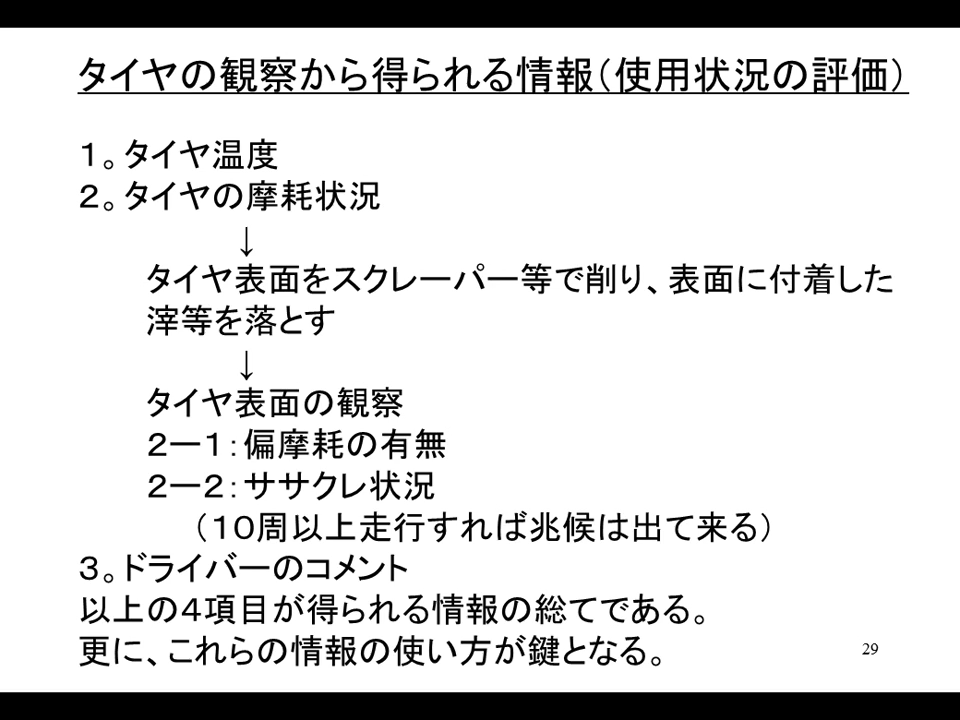 タイヤの観察から得られる情報（使用状況の評価）
１。タイヤ温度
２。タイヤの摩耗状況
↓
タイヤ表面をスクレーパー等で削り、表面に付着した
滓等を落とす
↓
タイヤ表面の観察
２ー１：偏摩耗の有無
２ー２：ササクレ状況
（１０周以上走行すれば兆候は出て来る）
３。ドライバーのコメント
以上の４項目が得られる情報の総てである。
更に、これらの情報の使い方が鍵となる。
29